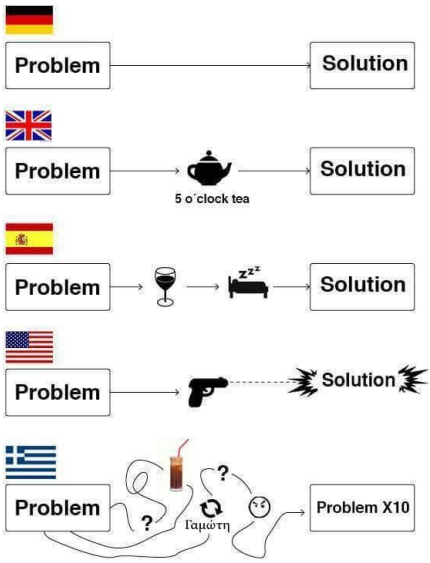 Problem
Solution
Problem
5 o´clock tea
Solution
Problem
zzz
Solution
Problem
Solution
Problem
?
Γαμώτη
?
Problem X10